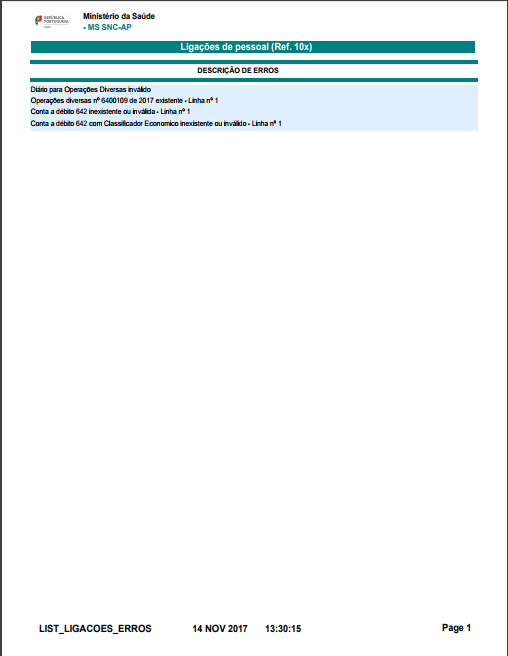 REPÚBLICA
PORTUGUESA
Ministério da Saúde
- MS SNC-AP
Ligações de pessoal (Ref. 10x)
DESCRIÇÃO DE ERROS
Diário para Operações Diversas inválido
Operações diversas nº 6400109 de 2017 existente - Linha nº 1
Conta a débito 642 inexistente ou inválida - Linha nº 1
Conta a débito 642 com Classificador Economico inexistente ou inválido - Linha nº 1
LIST_LIGACOES_ERROS 14 NOV 2017 13:30:15 Page 1